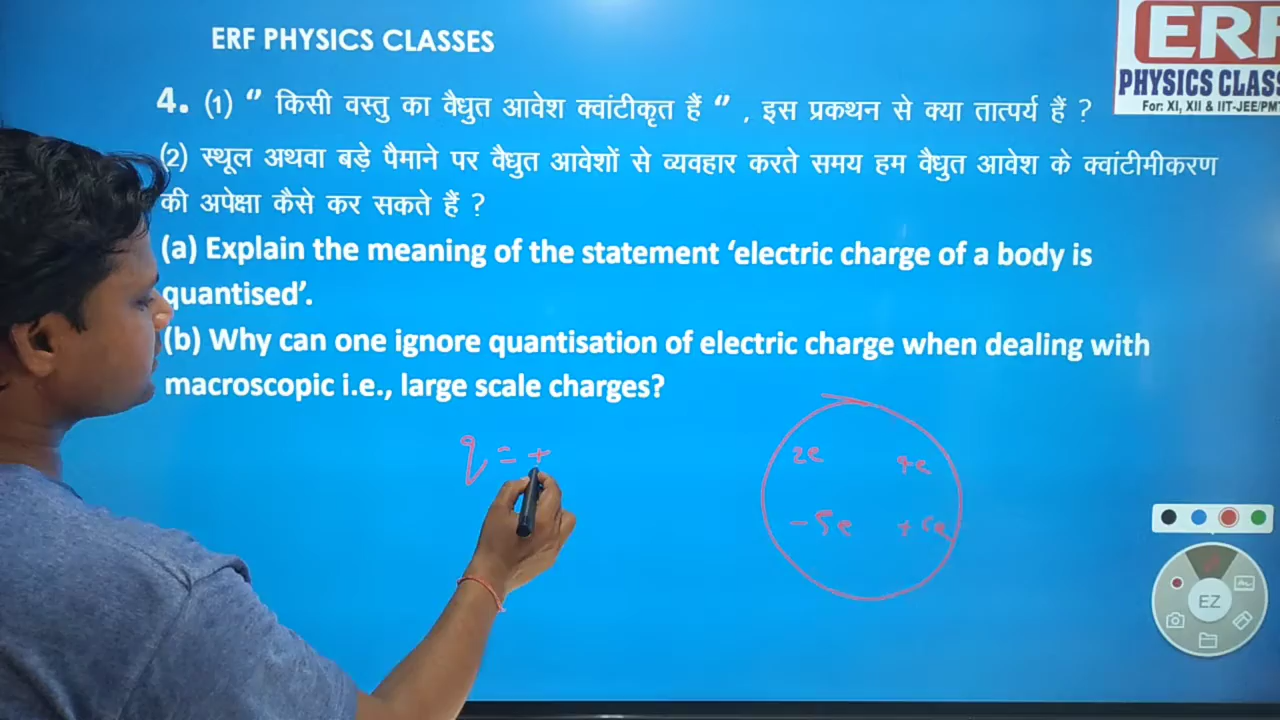 ERF PHYSICS CLASSES
ERF
PHYSICS CLASS
For: XI, XII & IIT-JEE/PMT
4. (1) " किसी वस्तु का वैधुत आवेश क्वांटीकृत हैं " , इस प्रकथन से क्या तात्पर्य हैं ?
(2) स्थूल अथवा बड़े पैमाने पर वैधुत आवेशों से व्यवहार करते समय हम वैधुत आवेश के क्वांटीमीकरण
की अपेक्षा कैसे कर सकते हैं ?
(a) Explain the meaning of the statement ‘electric charge of a body is
quantised’.
(b) Why can one ignore quantisation of electric charge when dealing with
macroscopic i.e., large scale charges?
q = +
2e
-5e
EZ